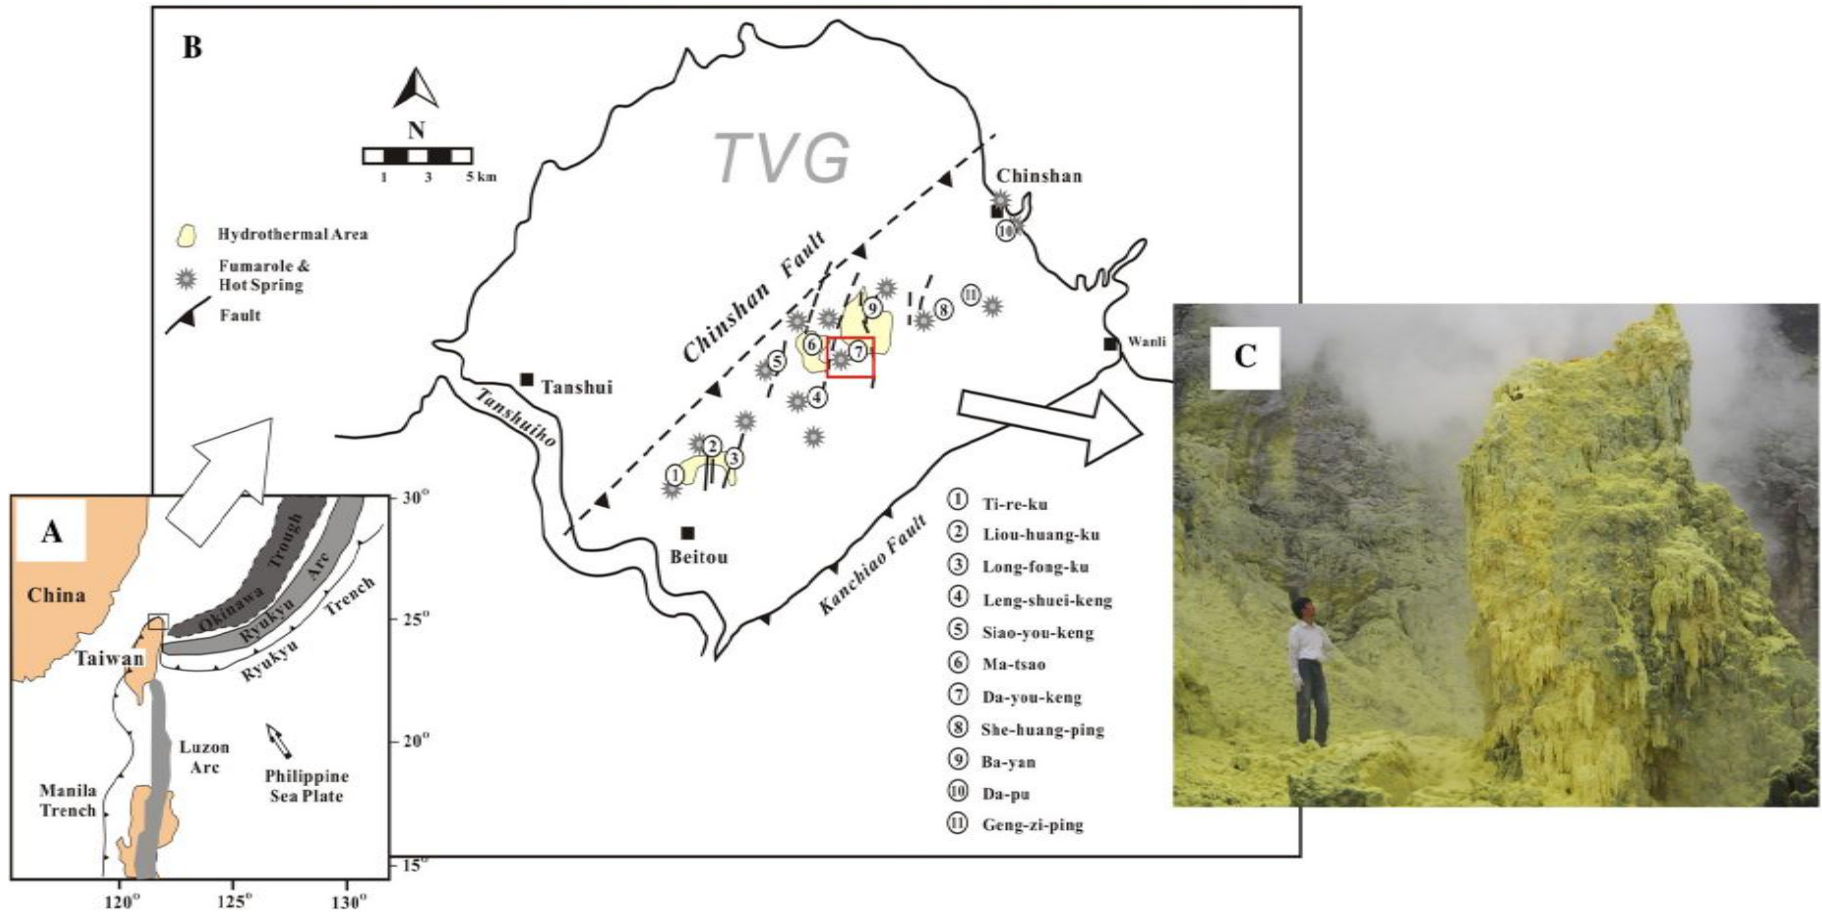 B
N
1 3 5 km
Hydrothermal Area
Fumarole &
Hot Spring
Fault
TVG
Chinshan
10
Chinshan Fault
9
11
8
6
7
5
4
2
3
1
Wanli
Tanshui
Tanshuiho
Beitou
Kanchiao Fault
1 Ti-re-ku
2 Liou-huang-ku
3 Long-fong-ku
4 Leng-shuei-keng
5 Siao-you-keng
6 Ma-tsao
7 Da-you-keng
8 She-huang-ping
9 Ba-yan
10 Da-pu
11 Geng-zi-ping
A
China
Taiwan
Okinawa Trough
Ryukyu Arc
Ryukyu Trench
Luzon
Arc
Philippine
Sea Plate
Manila
Trench
30°
25°
20°
15°
120° 125° 130°
C